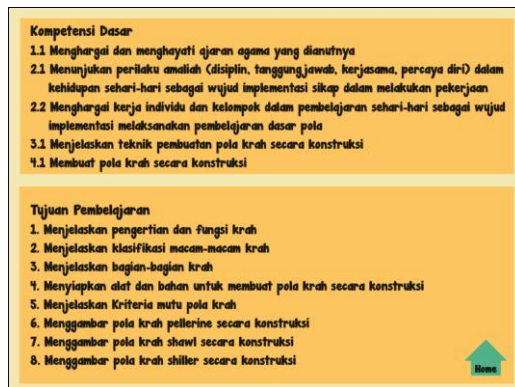 Kompetensi Dasar
1.1 Menghargai dan menghayati ajaran agama yang dianutnya
2.1 Menunjukan perilaku amaliah (disiplin, tanggung jawab, kerjasama, percaya diri) dalam
kehidupan sehari-hari sebagai wujud implementasi sikap dalam melakukan pekerjaan
2.2 Menghargai kerja individu dan kelompok dalam pembelajaran sehari-hari sebagai wujud
implementasi melaksanakan pembelajaran dasar pola
3.1 Menjelaskan teknik pembuatan pola krah secara konstruksi
4.1 Membuat pola krah secara konstruksi
Tujuan Pembelajaran
1. Menjelaskan pengertian dan fungsi krah
2. Menjelaskan klasifikasi macam-macam krah
3. Menjelaskan bagian-bagian krah
4. Menyiapkan alat dan bahan untuk membuat pola krah secara konstruksi
5. Menjelaskan Kriteria mutu pola krah
6. Menggambar pola krah pellerine secara konstruksi
7. Menggambar pola krah shawl secara konstruksi
8. Menggambar pola krah shiller secara konstruksi
Home